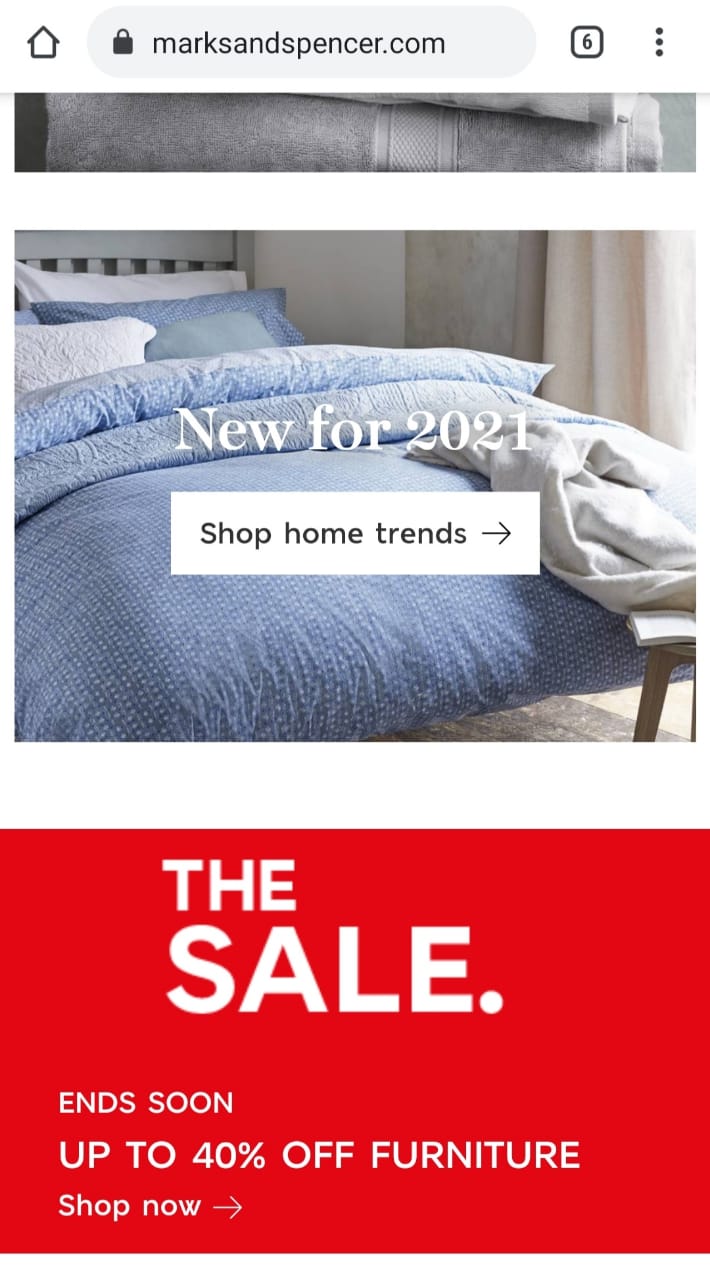 marksandspencer.com
6
New for 2021
Shop home trends →
THE
SALE.
ENDS SOON
UP TO 40% OFF FURNITURE
Shop now →